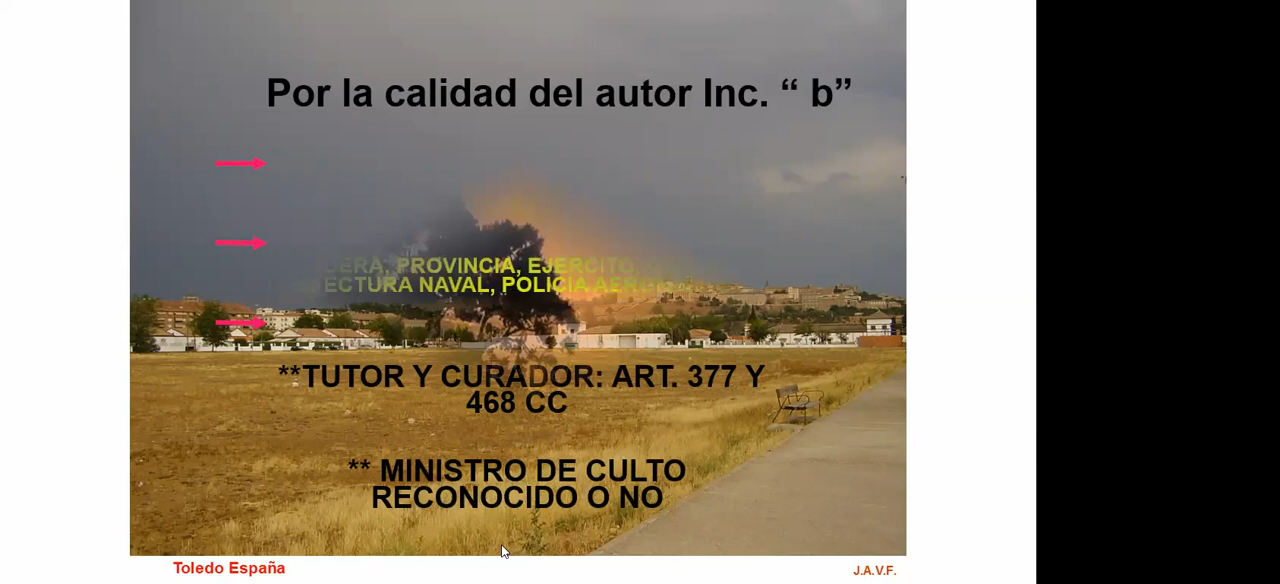 Por la calidad del autor Inc. “ b”
PROVINCIA, EJERCITO,
NAVAL, POLICIA
**TUTOR Y CURADOR: ART. 377 Y
468 CC
** MINISTRO DE CULTO
RECONOCIDO O NO
Toledo España
J.A.V.F.